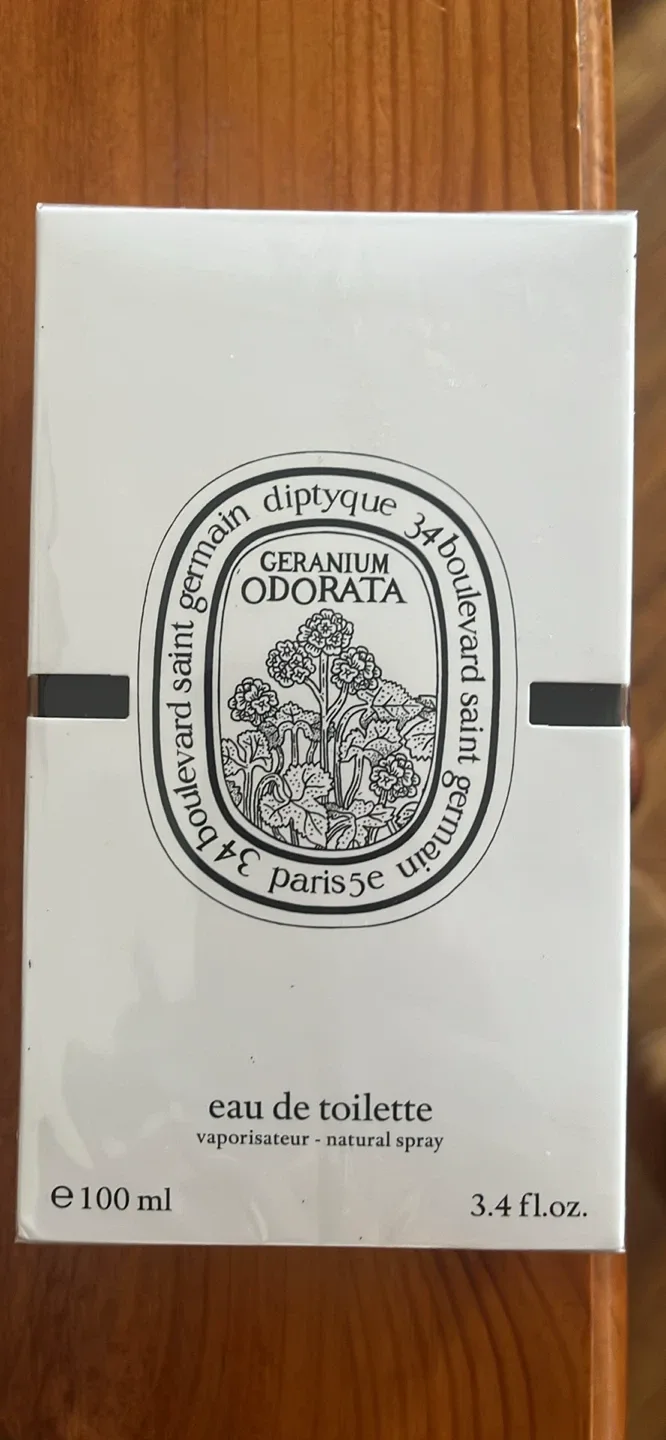 diptyque
34 boulevard saint germain
paris 5e
34 boulevard saint germain
GERANIUM
ODORATA
eau de toilette
vaporisateur - natural spray
℮ 100 ml
3.4 fl.oz.